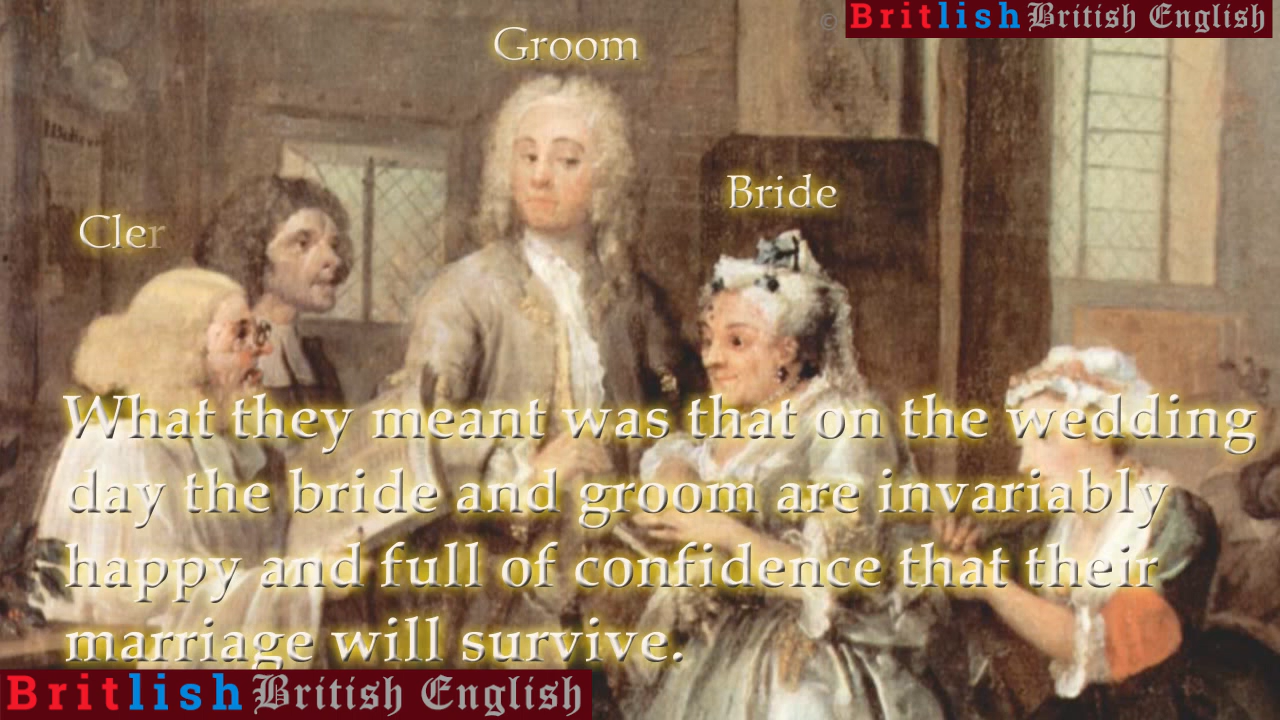 © Britlish British English
Groom
Bride
Cler
What they meant was that on the wedding
day the bride and groom are invariably
happy and full of confidence that their
marriage will survive.
Britlish British English